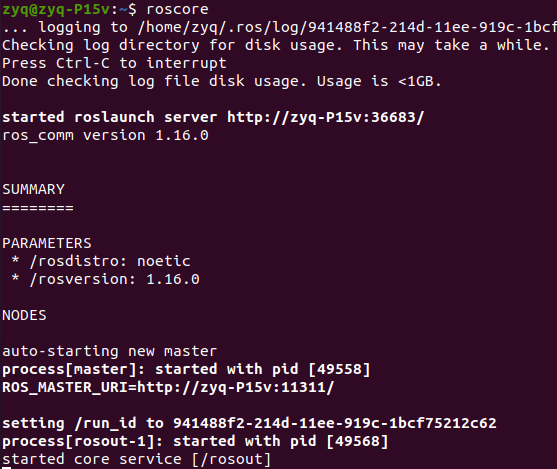 zyq@zyq-P15v:~$ roscore
... logging to /home/zyq/.ros/log/941488f2-214d-11ee-919c-1bcf
Checking log directory for disk usage. This may take a while.
Press Ctrl-C to interrupt
Done checking log file disk usage. Usage is <1GB.

started roslaunch server http://zyq-P15v:36683/
ros_comm version 1.16.0

SUMMARY
========

PARAMETERS
 * /rosdistro: noetic
 * /rosversion: 1.16.0

NODES

auto-starting new master
process[master]: started with pid [49558]
ROS_MASTER_URI=http://zyq-P15v:11311/

setting /run_id to 941488f2-214d-11ee-919c-1bcf75212c62
process[rosout-1]: started with pid [49568]
started core service [/rosout]